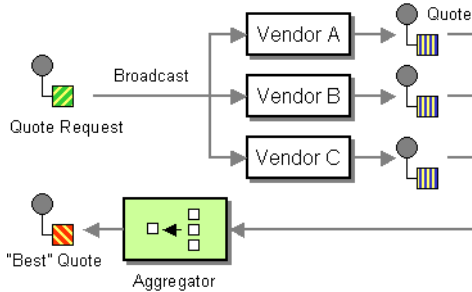 Vendor A
Quote
Broadcast
Vendor B
Quote Request
Vendor C
"Best" Quote
Aggregator